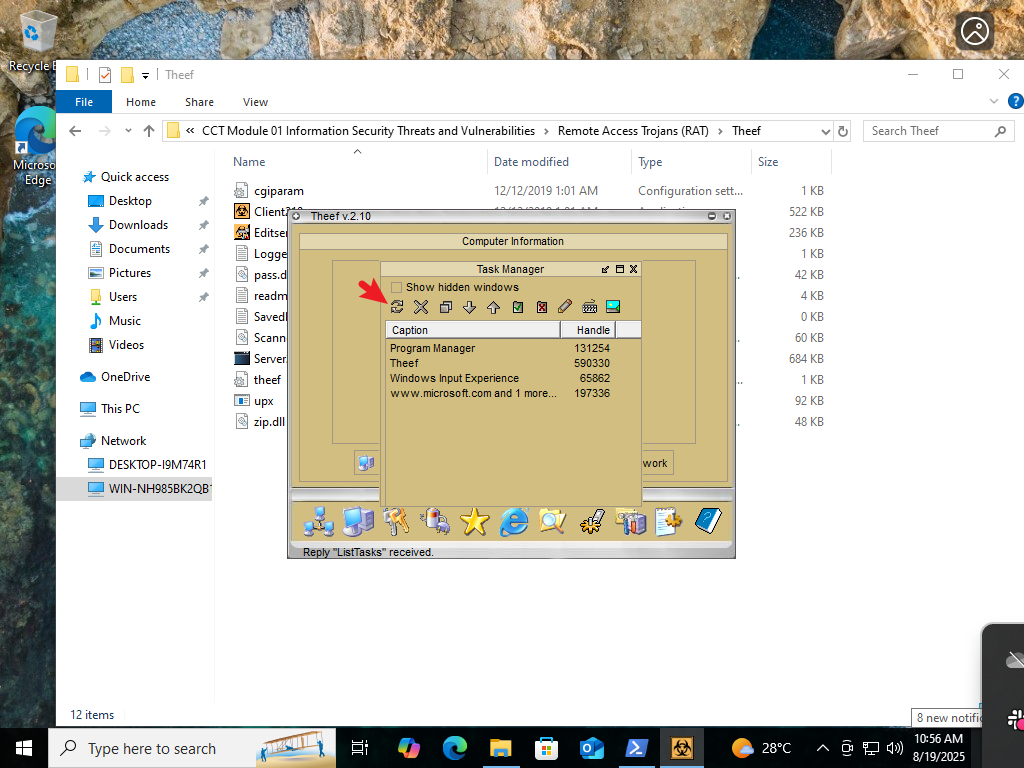 Recycle
Microso
Edge
Theef
File
Home
Share
View
« CCT Module 01 Information Security Threats and Vulnerabilities › Remote Access Trojans (RAT) › Theef
Search Theef
Quick access
Desktop
Downloads
Documents
Pictures
Users
Music
Videos
OneDrive
This PC
Network
DESKTOP-I9M74R1
WIN-NH985BK2QB
Name
Date modified
Type
Size
cgiparam
12/12/2019 1:01 AM
Configuration sett...
1 KB
522 KB
Editser
236 KB
Logge
1 KB
pass.d
42 KB
readm
1 KB
Saved
0 KB
Scann
60 KB
Server.
684 KB
theef
1 KB
upx
92 KB
zip.dll
48 KB
Theef v.2.10
Computer Information
Task Manager
Show hidden windows
Caption
Handle
Program Manager
131254
Theef
590330
Windows Input Experience
65862
www.microsoft.com and 1 more...
197336
work
Reply "ListTasks" received.
12 items
8 new notific
Type here to search
28°C
10:56 AM
8/19/2025